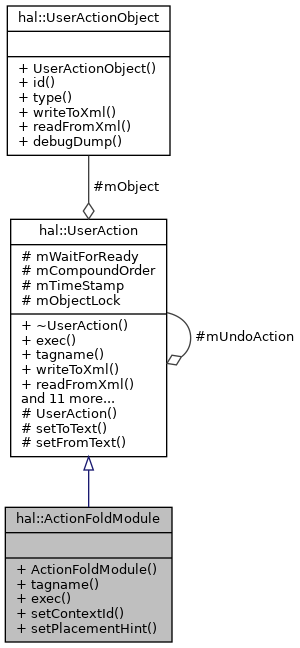 hal::UserActionObject
+ UserActionObject()
+ id()
+ type()
+ writeToXml()
+ readFromXml()
+ debugDump()
#mObject
hal::UserAction
# mWaitForReady
# mCompoundOrder
# mTimeStamp
# mObjectLock
#mUndoAction
+ ~UserAction()
+ exec()
+ tagname()
+ writeToXml()
+ readFromXml()
and 11 more...
# UserAction()
# setToText()
# setFromText()
hal::ActionFoldModule
+ ActionFoldModule()
+ tagname()
+ exec()
+ setContextId()
+ setPlacementHint()